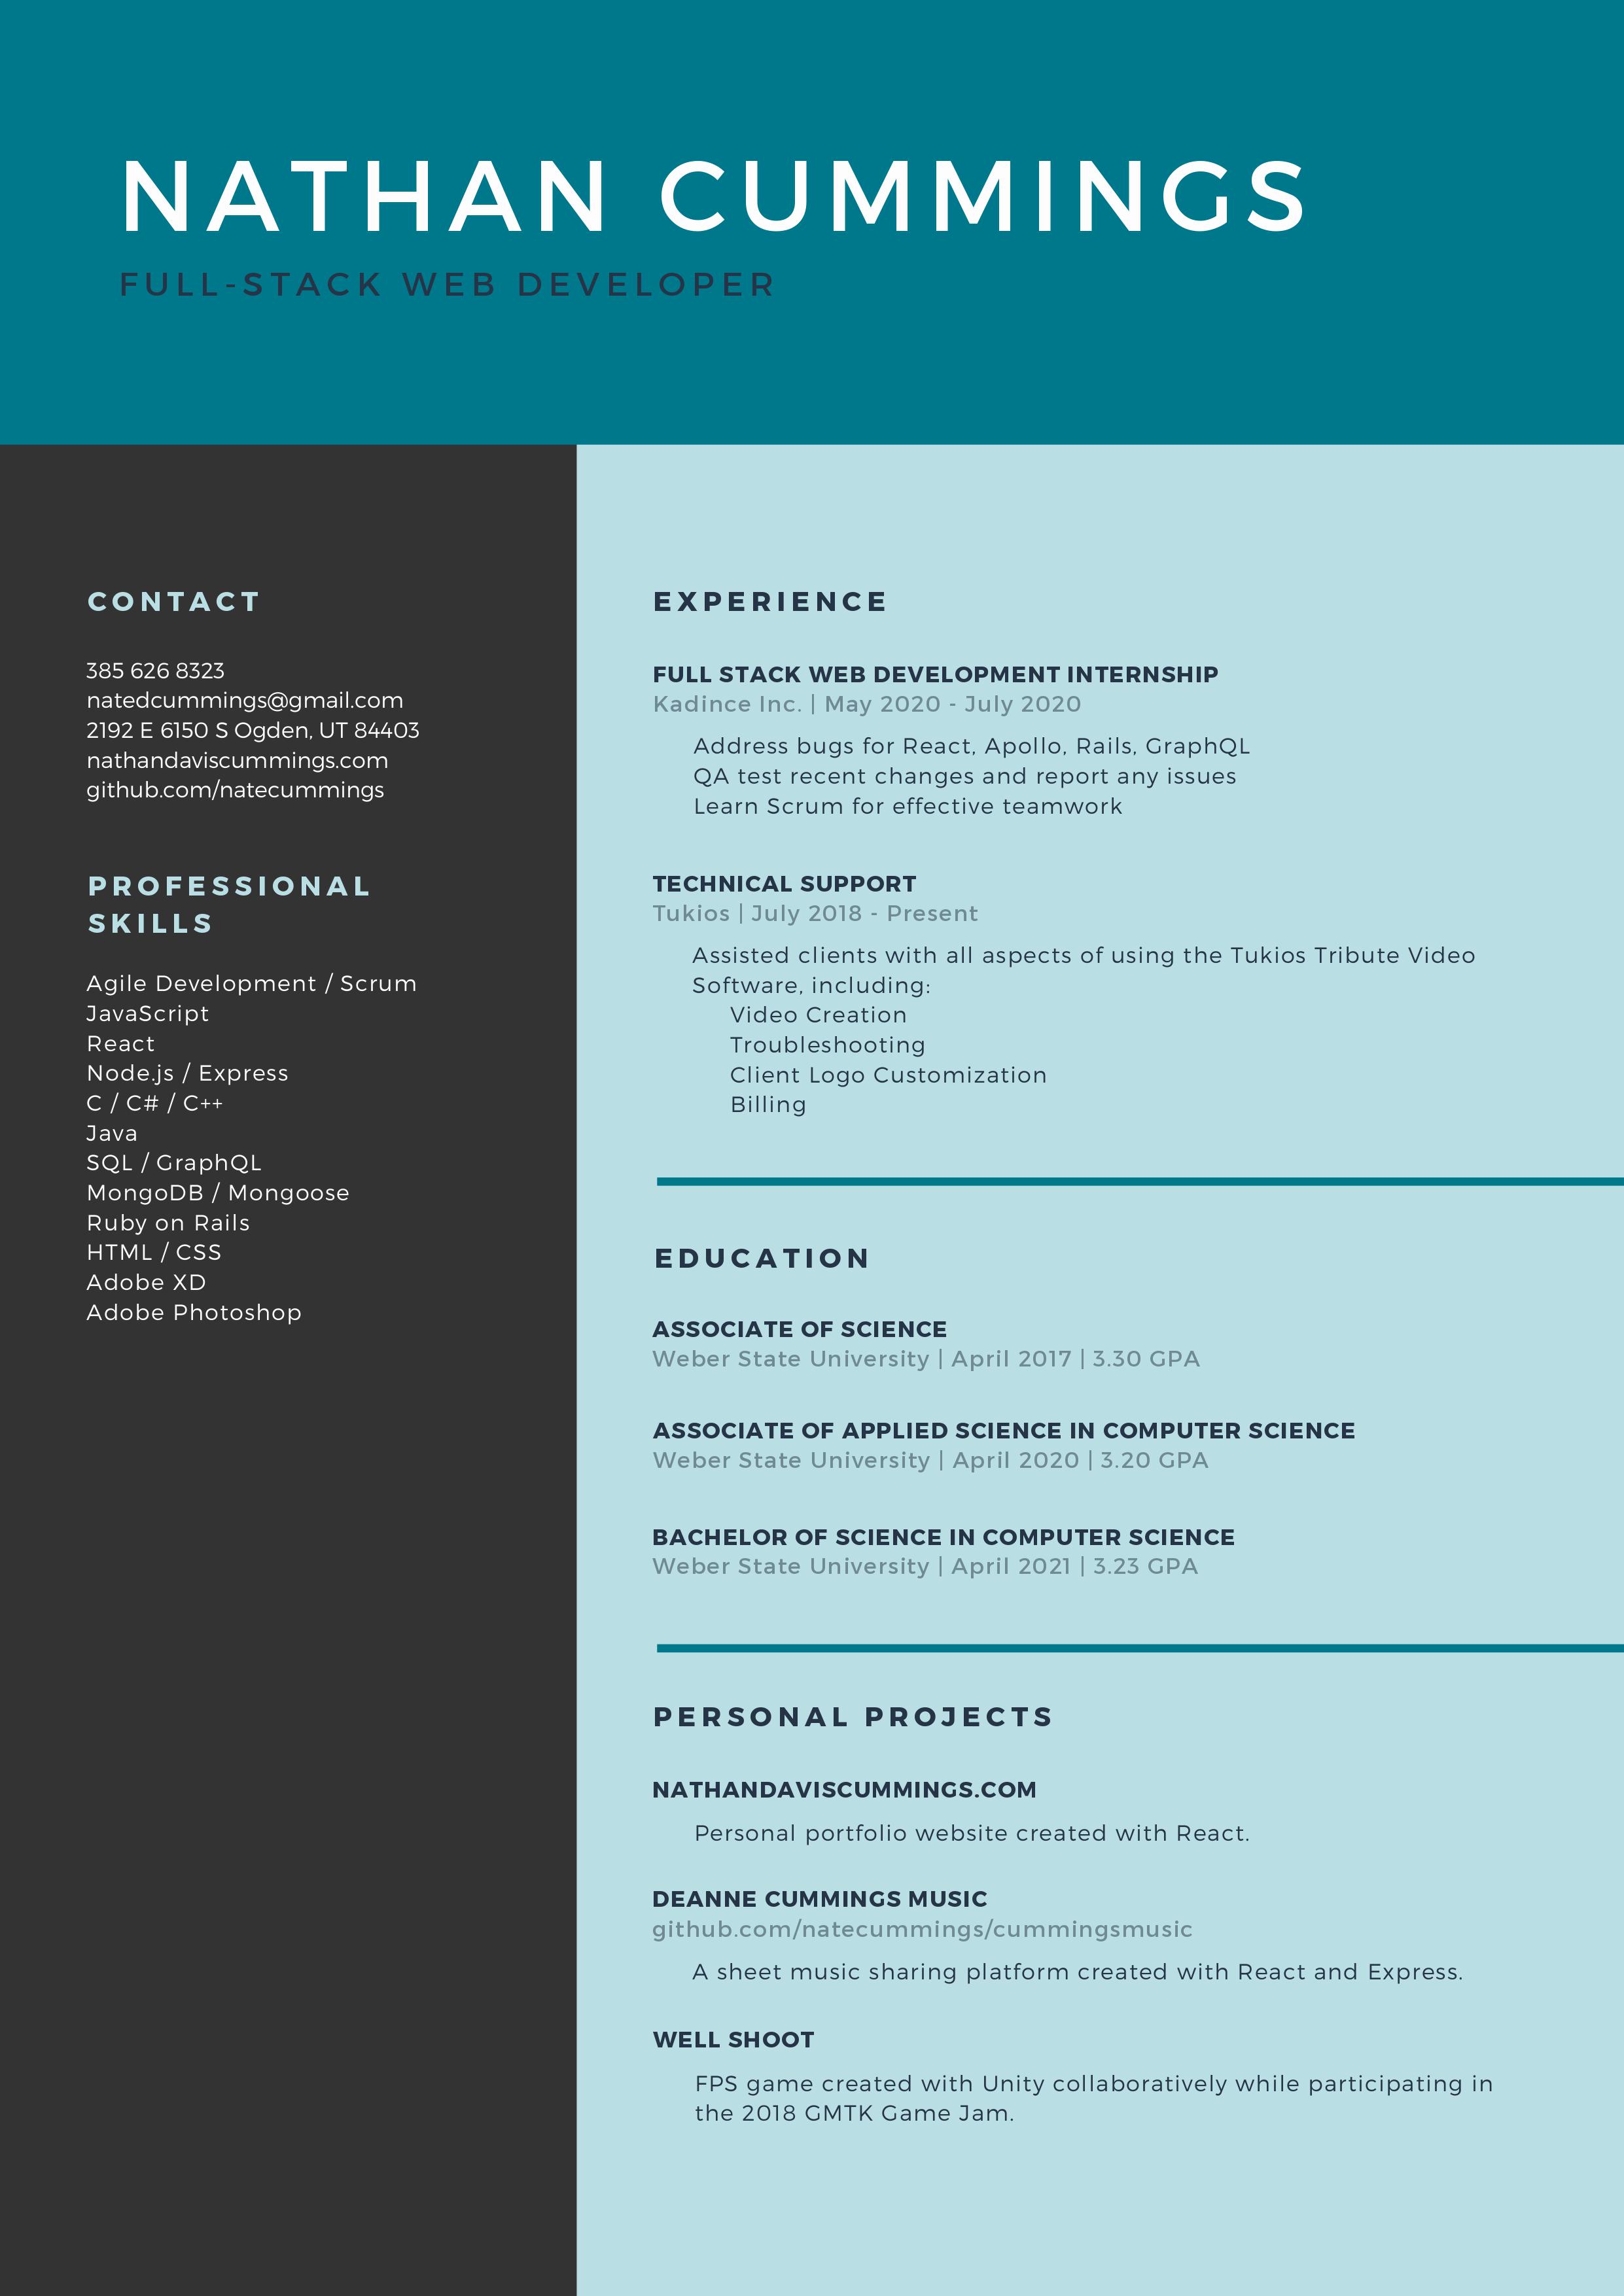 NATHAN CUMMINGS
FULL-STACK WEB DEVELOPER
CONTACT
385 626 8323
natedcummings@gmail.com
2192 E 6150 S Ogden, UT 84403
nathandaviscummings.com
github.com/natecummings
PROFESSIONAL
SKILLS
Agile Development / Scrum
JavaScript
React
Node.js / Express
C / C# / C++
Java
SQL / GraphQL
MongoDB / Mongoose
Ruby on Rails
HTML / CSS
Adobe XD
Adobe Photoshop
EXPERIENCE
FULL STACK WEB DEVELOPMENT INTERNSHIP
Kadince Inc. | May 2020 - July 2020
Address bugs for React, Apollo, Rails, GraphQL
QA test recent changes and report any issues
Learn Scrum for effective teamwork
TECHNICAL SUPPORT
Tukios | July 2018 - Present
Assisted clients with all aspects of using the Tukios Tribute Video
Software, including:
Video Creation
Troubleshooting
Client Logo Customization
Billing
EDUCATION
ASSOCIATE OF SCIENCE
Weber State University | April 2017 | 3.30 GPA
ASSOCIATE OF APPLIED SCIENCE IN COMPUTER SCIENCE
Weber State University | April 2020 | 3.20 GPA
BACHELOR OF SCIENCE IN COMPUTER SCIENCE
Weber State University | April 2021 | 3.23 GPA
PERSONAL PROJECTS
NATHANDAVISCUMMINGS.COM
Personal portfolio website created with React.
DEANNE CUMMINGS MUSIC
github.com/natecummings/cummingsmusic
A sheet music sharing platform created with React and Express.
WELL SHOOT
FPS game created with Unity collaboratively while participating in
the 2018 GMTK Game Jam.